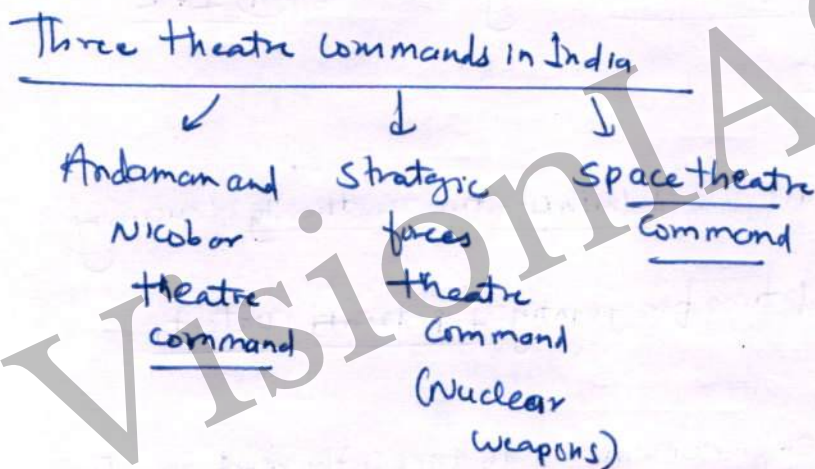 Three theatre commands in India
Andaman and
Nicobar
theatre
command
strategic
forces
theatre
Command
(Nuclear
weapons)
space theatre
Command
VisionIAS